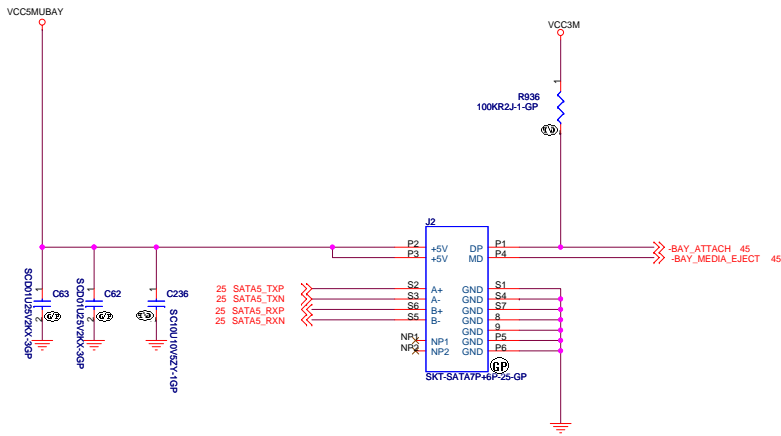 VCC5MUBAY
VCC3M
1
R936
100KR2J-1-GP
2
J2
P2
+5V
DP
P1
-BAY_ATTACH 45
P3
+5V
MD
P4
-BAY_MEDIA_EJECT 45
25 SATA5_TXP
S2
A+
GND
S1
25 SATA5_TXN
S3
A-
GND
S4
25 SATA5_RXP
S6
B+
GND
S7
25 SATA5_RXN
S5
B-
GND
8
GND
9
NP1
NP1
GND
P5
NP2
NP2
GND
P6
SKT-SATA7P+6P-25-GP
GP
1
C63
2
SCD01U25V2KX-3GP
1
C62
2
SCD01U25V2KX-3GP
1
C236
2
SC10U10V5ZY-1GP